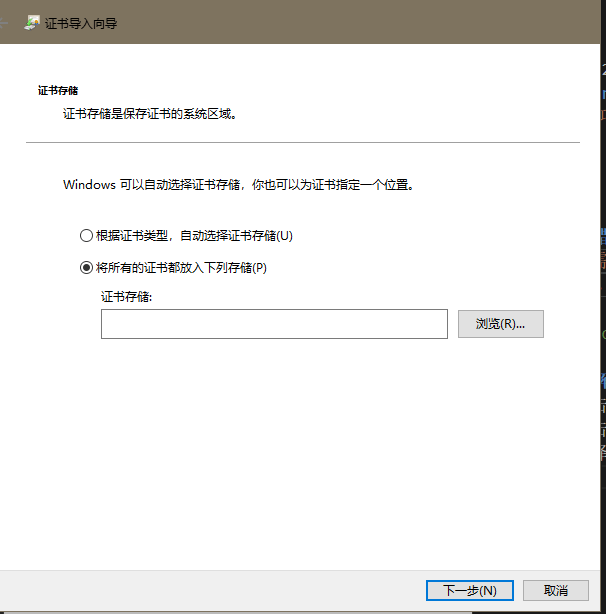 证书导入向导
证书存储
证书存储是保存证书的系统区域。
Windows 可以自动选择证书存储，你也可以为证书指定一个位置。
根据证书类型，自动选择证书存储(U)
将所有的证书都放入下列存储(P)
证书存储:
浏览(R)...
下一步(N)
取消